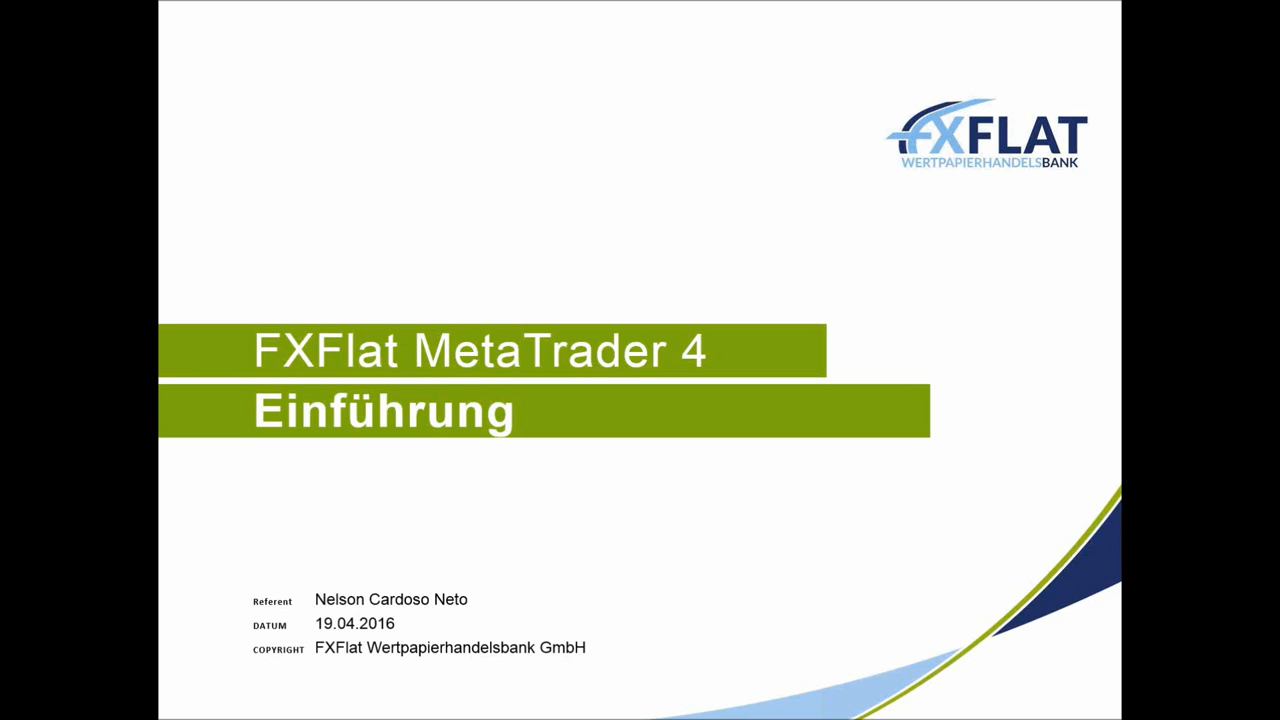 FXFLAT
WERTPAPIERHANDELSBANK
FXFlat MetaTrader 4
Einführung
Referent Nelson Cardoso Neto
DATUM 19.04.2016
COPYRIGHT FXFlat Wertpapierhandelsbank GmbH